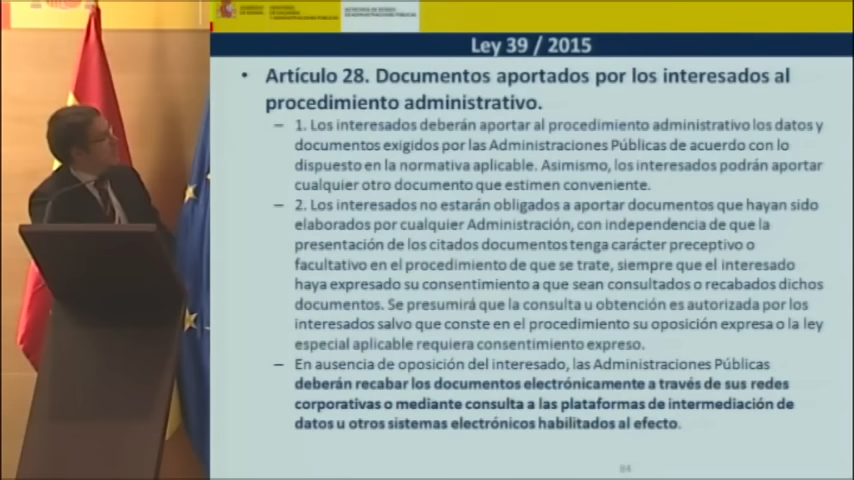 Ley 39 / 2015
• Artículo 28. Documentos aportados por los interesados al
procedimiento administrativo.
– 1. Los interesados deberán aportar al procedimiento administrativo los datos y
documentos exigidos por las Administraciones Públicas de acuerdo con lo
dispuesto en la normativa aplicable. Asimismo, los interesados podrán aportar
cualquier otro documento que estimen conveniente.
– 2. Los interesados no estarán obligados a aportar documentos que hayan sido
elaborados por cualquier Administración, con independencia de que la
presentación de los citados documentos tenga carácter preceptivo o
facultativo en el procedimiento de que se trate, siempre que el interesado
haya expresado su consentimiento a que sean consultados o recabados dichos
documentos. Se presumirá que la consulta u obtención es autorizada por los
interesados salvo que conste en el procedimiento su oposición expresa o la ley
especial aplicable requiera consentimiento expreso.
– En ausencia de oposición del interesado, las Administraciones Públicas
deberán recabar los documentos electrónicamente a través de sus redes
corporativas o mediante consulta a las plataformas de intermediación de
datos u otros sistemas electrónicos habilitados al efecto.